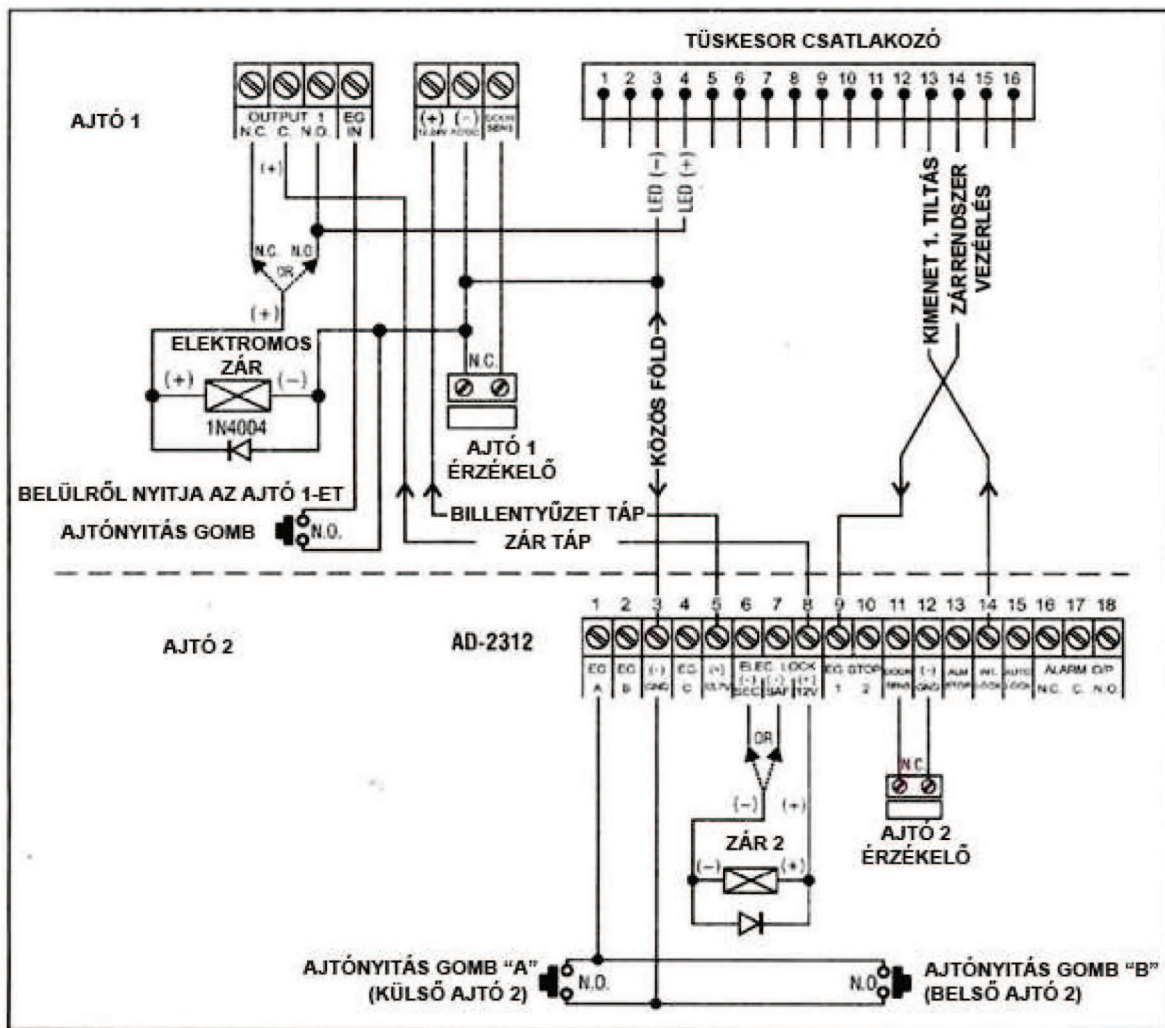 TÜSKESOR CSATLAKOZÓ
1 2 3 4 5 6 7 8 9 10 11 12 13 14 15 16
AJTÓ 1
OUTPUT 1
N.C. C. N.O.
EG
IN
(+)
12-24V
(-)
AC/DC
DOOR
SENS
(+)
LED (-)
LED (+)
KIMENET 1. TILTÁS
ZÁRRENDSZER
VEZÉRLÉS
N.C. N.O.
OR
(+)
ELEKTROMOS
ZÁR
(+) (-)
1N4004
N.C.
AJTÓ 1
ÉRZÉKELŐ
KÖZÖS FÖLD
BELÜLRŐL NYITJA AZ AJTÓ 1-ET
AJTÓNYITÁS GOMB
N.O.
BILLENTYŰZET TÁP
ZÁR TÁP
AJTÓ 2
AD-2312
1 2 3 4 5 6 7 8 9 10 11 12 13 14 15 16 17 18
EG
A
EG
B
(-)
GND
EG
C
ELEC. LOCK
(-) (-) (+)
SEC SAF 12V
EG STOP
1 2
DOOR
SENS
(-)
GND
ALM
STOP
INT.
LOCK
AUTO
LOCK
ALARM O/P
N.C. C. N.O.
OR
(-) (+)
ZÁR 2
(-) (+)
N.C.
AJTÓ 2
ÉRZÉKELŐ
AJTÓNYITÁS GOMB “A”
(KÜLSŐ AJTÓ 2)
N.O.
N.O
AJTÓNYITÁS GOMB “B”
(BELSŐ AJTÓ 2)